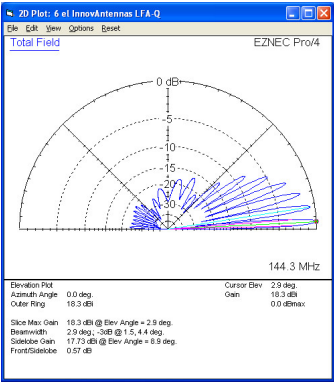 2D Plot: 6 el InnovAntennas LFA-Q
File Edit View Options Reset
Total Field EZNEC Pro/4
0 dB
-5
-10
-15
-20
-30
144.3 MHz
Elevation Plot Cursor Elev 2.9 deg.
Azimuth Angle 0.0 deg. Gain 18.3 dBi
Outer Ring 18.3 dBi 0.0 dBmax
Slice Max Gain 18.3 dBi @ Elev Angle = 2.9 deg.
Beamwidth 2.9 deg.; -3dB @ 1.5, 4.4 deg.
Sidelobe Gain 17.73 dBi @ Elev Angle = 8.9 deg.
Front/Sidelobe 0.57 dB